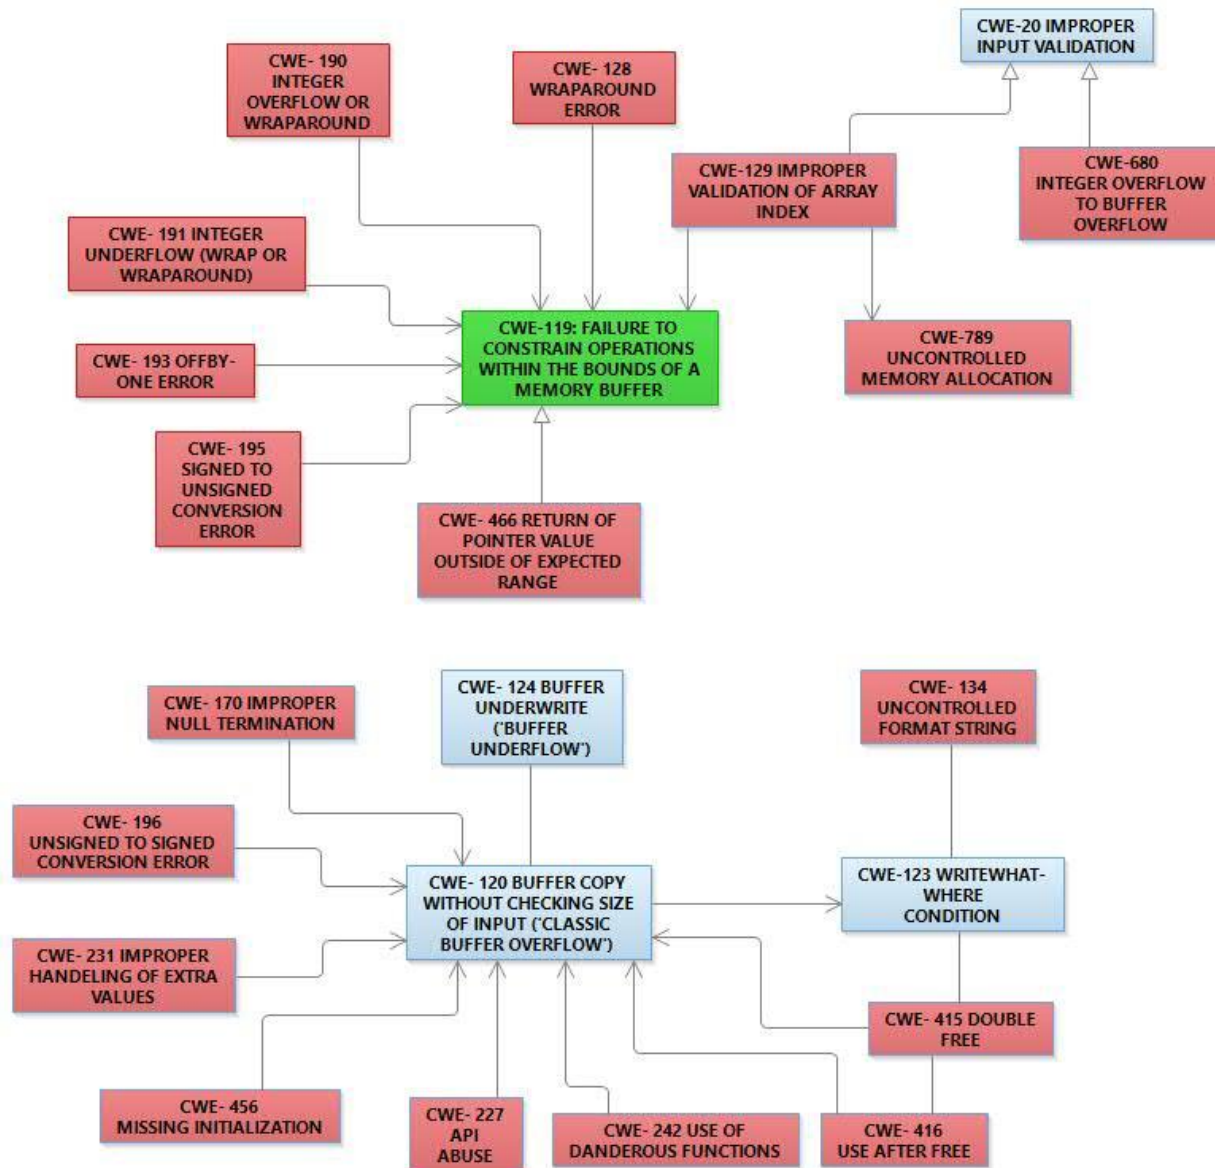 CWE-20 IMPROPER
INPUT VALIDATION
CWE- 190
INTEGER
OVERFLOW OR
WRAPAROUND
CWE- 128
WRAPAROUND
ERROR
CWE-129 IMPROPER
VALIDATION OF ARRAY
INDEX
CWE-680
INTEGER OVERFLOW
TO BUFFER
OVERFLOW
CWE- 191 INTEGER
UNDERFLOW (WRAP OR
WRAPAROUND)
CWE-119: FAILURE TO
CONSTRAIN OPERATIONS
WITHIN THE BOUNDS OF A
MEMORY BUFFER
CWE-789
UNCONTROLLED
MEMORY ALLOCATION
CWE- 193 OFFBY-
ONE ERROR
CWE- 195
SIGNED TO
UNSIGNED
CONVERSION
ERROR
CWE- 466 RETURN OF
POINTER VALUE
OUTSIDE OF EXPECTED
RANGE
CWE- 170 IMPROPER
NULL TERMINATION
CWE- 124 BUFFER
UNDERWRITE
('BUFFER
UNDERFLOW')
CWE- 134
UNCONTROLLED
FORMAT STRING
CWE- 196
UNSIGNED TO SIGNED
CONVERSION ERROR
CWE- 120 BUFFER COPY
WITHOUT CHECKING SIZE
OF INPUT ('CLASSIC
BUFFER OVERFLOW')
CWE-123 WRITEWHAT-
WHERE
CONDITION
CWE- 231 IMPROPER
HANDELING OF EXTRA
VALUES
CWE- 415 DOUBLE
FREE
CWE- 456
MISSING INITIALIZATION
CWE- 227
API
ABUSE
CWE- 242 USE OF
DANDEROUS FUNCTIONS
CWE- 416
USE AFTER FREE